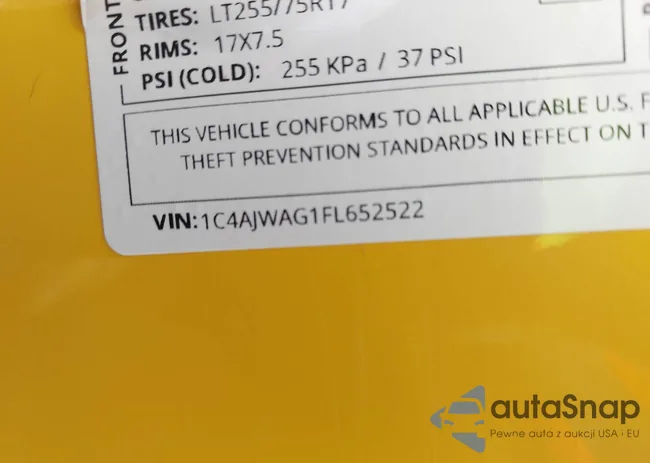 FRONT
TIRES: LT255/75R17
RIMS: 17X7.5
PSI (COLD): 255 KPa / 37 PSI
THIS VEHICLE CONFORMS TO ALL APPLICABLE U.S. F
THEFT PREVENTION STANDARDS IN EFFECT ON T
VIN:1C4AJWAG1FL652522
autaSnap
Pewne auta z aukcji USA i EU